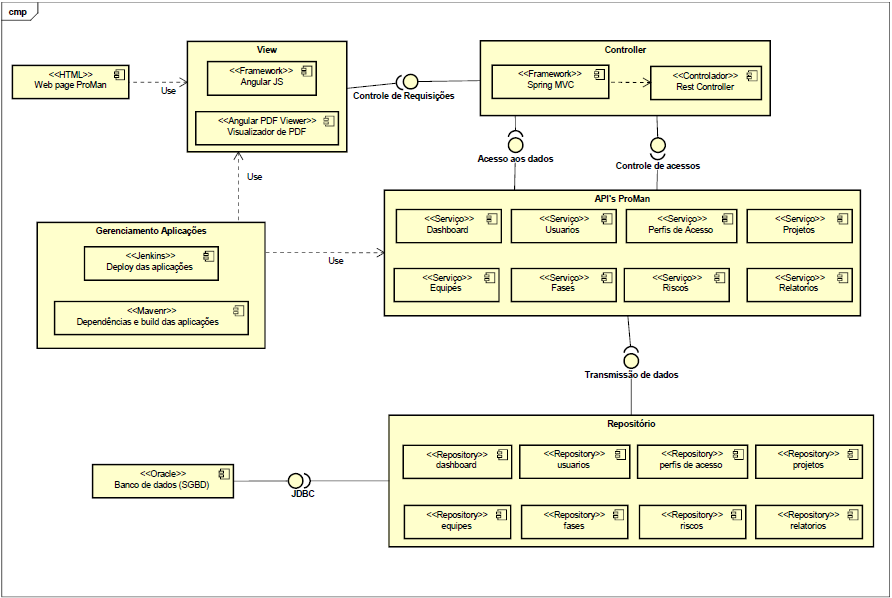 cmp
<<HTML>>
Web page ProMan
Use
View
<<Framework>>
Angular JS
<<Angular PDF Viewer>>
Visualizador de PDF
Controle de Requisições
Controller
<<Framework>>
Spring MVC
<<Controlador>>
Rest Controller
Acesso aos dados
Controle de acessos
Use
Gerenciamento Aplicações
<<Jenkins>>
Deploy das aplicações
<<Mavenr>>
Dependências e build das aplicações
Use
API's ProMan
<<Serviço>>
Dashboard
<<Serviço>>
Usuarios
<<Serviço>>
Perfis de Acesso
<<Serviço>>
Projetos
<<Serviço>>
Equipes
<<Serviço>>
Fases
<<Serviço>>
Riscos
<<Serviço>>
Relatorios
Transmissão de dados
Repositório
<<Repository>>
dashboard
<<Repository>>
usuarios
<<Repository>>
perfis de acesso
<<Repository>>
projetos
<<Repository>>
equipes
<<Repository>>
fases
<<Repository>>
riscos
<<Repository>>
relatorios
<<Oracle>>
Banco de dados (SGBD)
JDBC